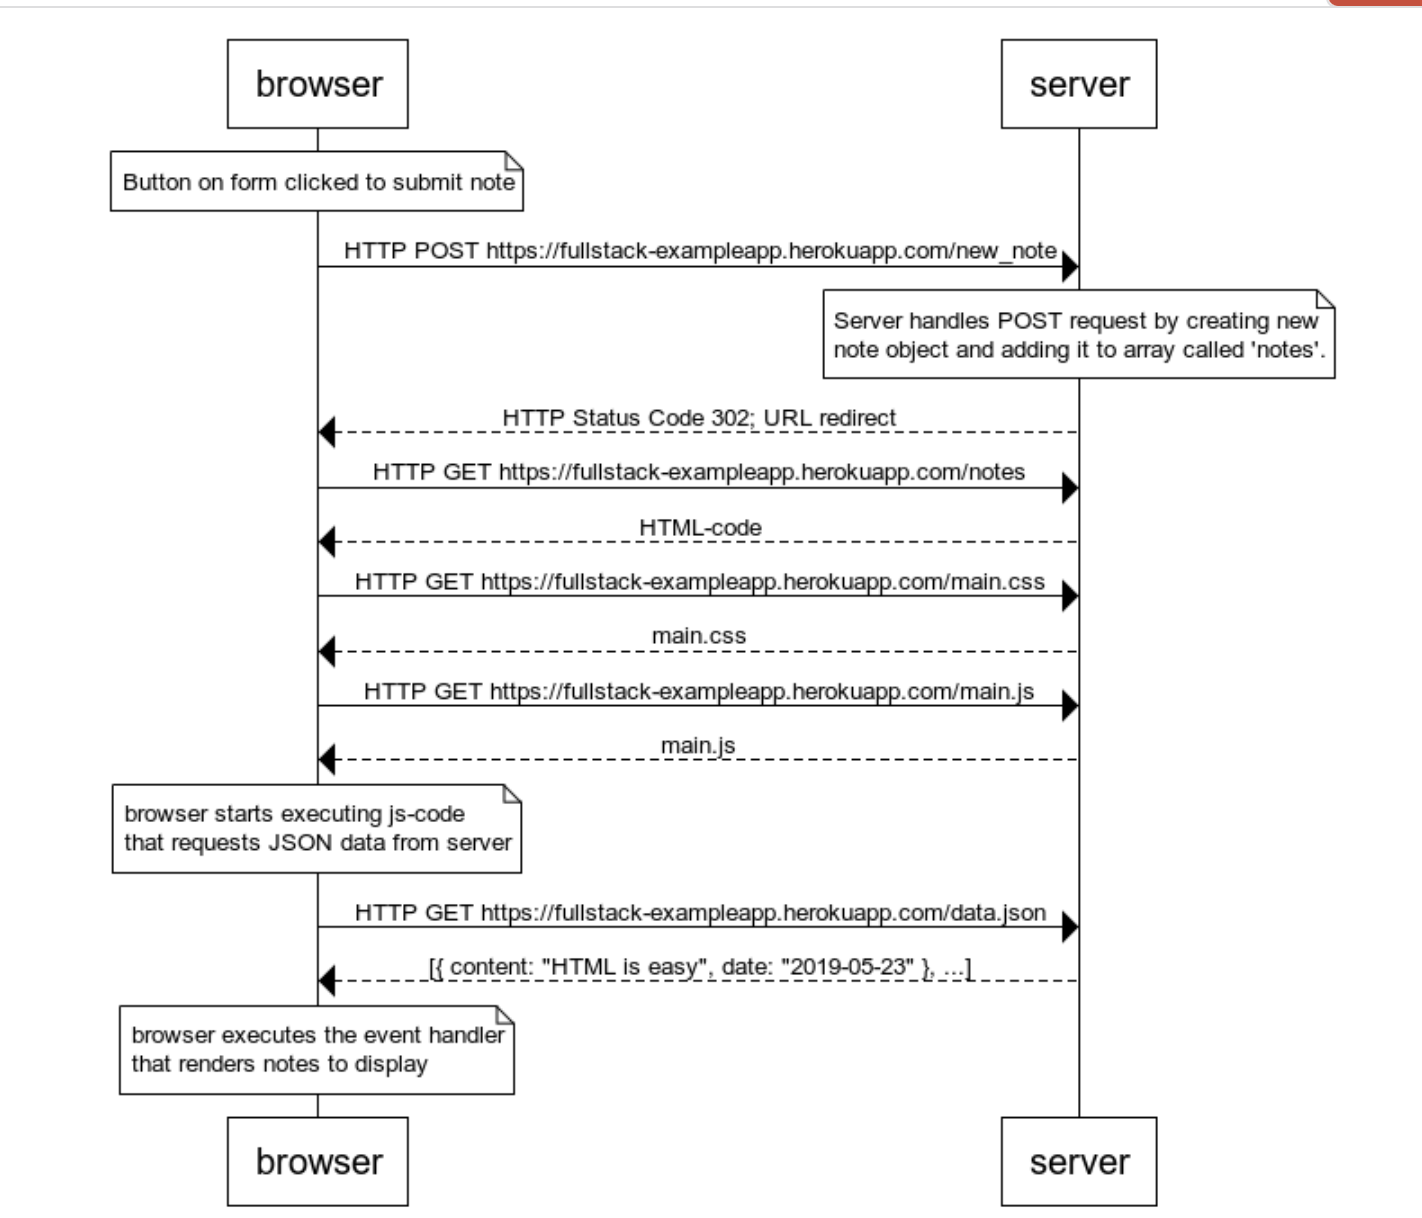 browser
server
Button on form clicked to submit note
HTTP POST https://fullstack-exampleapp.herokuapp.com/new_note
Server handles POST request by creating new
note object and adding it to array called 'notes'.
HTTP Status Code 302; URL redirect
HTTP GET https://fullstack-exampleapp.herokuapp.com/notes
HTML-code
HTTP GET https://fullstack-exampleapp.herokuapp.com/main.css
main.css
HTTP GET https://fullstack-exampleapp.herokuapp.com/main.js
main.js
browser starts executing js-code
that requests JSON data from server
HTTP GET https://fullstack-exampleapp.herokuapp.com/data.json
[{ content: "HTML is easy", date: "2019-05-23" }, ...]
browser executes the event handler
that renders notes to display
browser
server